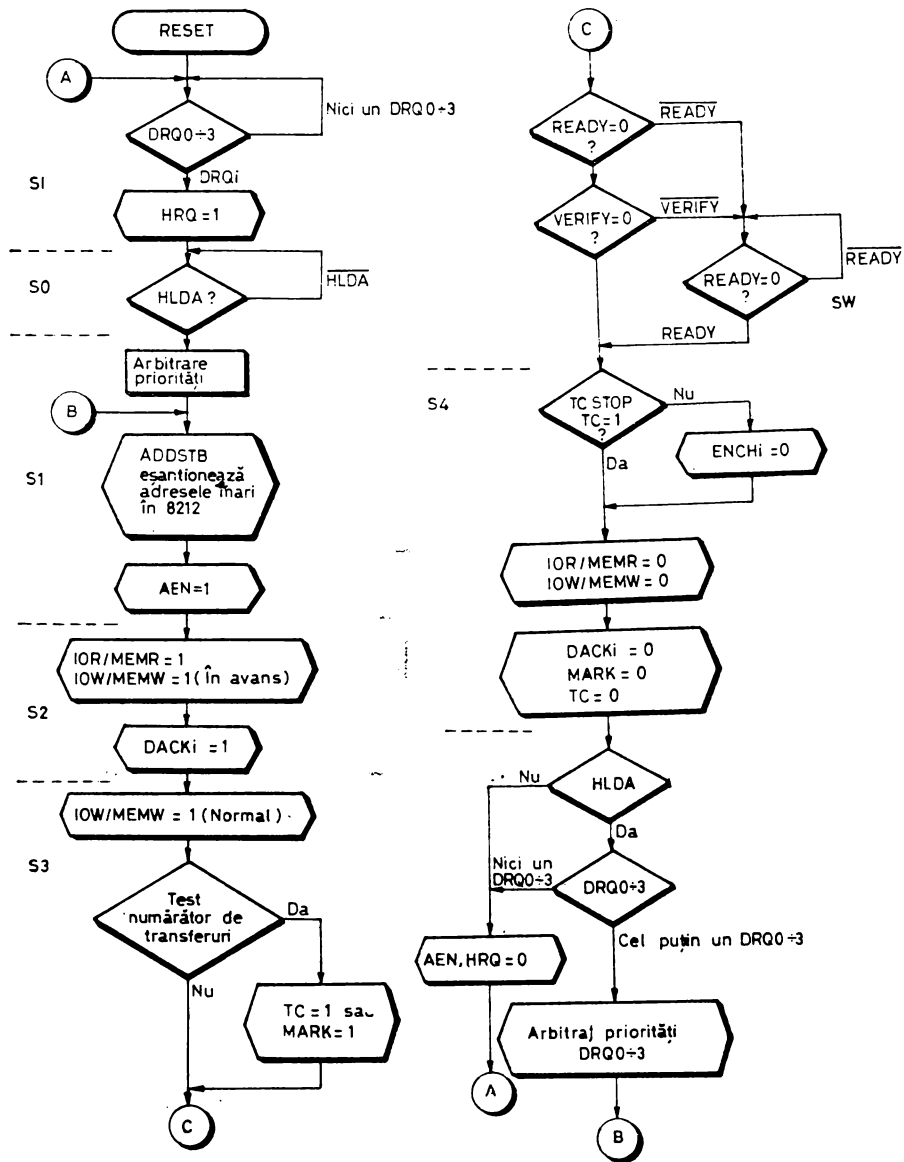 RESET
A
Nici un DRQ0÷3
DRQ0÷3
DRQi
SI
HRQ = 1
HLDA
S0
HLDA ?
Arbitrare
priorități
B
S1
ADDSTB
eșantionează
adresele mari
în 8212
AEN=1
IOR/MEMR = 1
IOW/MEMW = 1 (În avans)
S2
DACKi = 1
IOW/MEMW = 1 (Normal)
S3
Test
numărător de
transferuri
Da
Nu
TC = 1 sau
MARK = 1
C
C
READY=0
?
READY
VERIFY=0
?
VERIFY
READY=0
?
READY
SW
READY
S4
TC STOP
TC=1
?
Nu
Da
ENCHi =0
IOR/MEMR = 0
IOW/MEMW = 0
DACKi = 0
MARK = 0
TC = 0
HLDA
Nu
Da
Nici un
DRQ0÷3
DRQ0÷3
Cel puțin un DRQ0÷3
AEN, HRQ = 0
Arbitraj priorități
DRQ0÷3
A
B